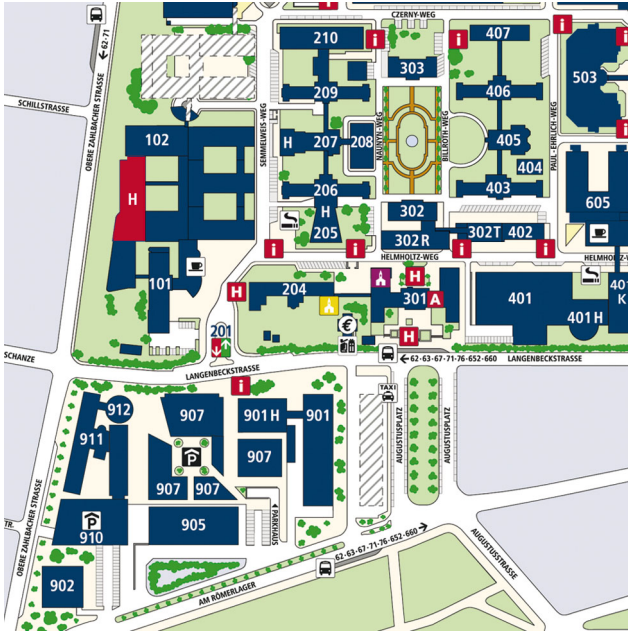 CZERNY-WEG
62-71
210
i
i
407
i
303
503
SCHILLSTRASSE
OBERE ZAHLBACHER STRASSE
209
406
SEMMELWEIS-WEG
NAUNYN-WEG
BILLROTH-WEG
PAUL-EHRLICH-WEG
i
102
H
207
208
405
404
H
206
403
H
205
302
605
302 R
302T
402
i
i
i
i
HELMHOLTZ-WEG
HELMHOLTZ-W
101
H
204
H
301
A
401
401
K
401 H
201
€
H
SCHANZE
62-63-67-71-76-652-660
LANGENBECKSTRASSE
LANGENBECKSTRASSE
i
TAXI
912
907
901 H
901
AUGUSTUSPLATZ
AUGUSTUSPLATZ
911
P
907
907
907
P
910
905
PARKHAUS
TR.
OBERE ZAHLBACHER STRASSE
902
62-63-67-71-76-652-660
AUGUSTUSSTRASSE
AM RÖMERLAGER